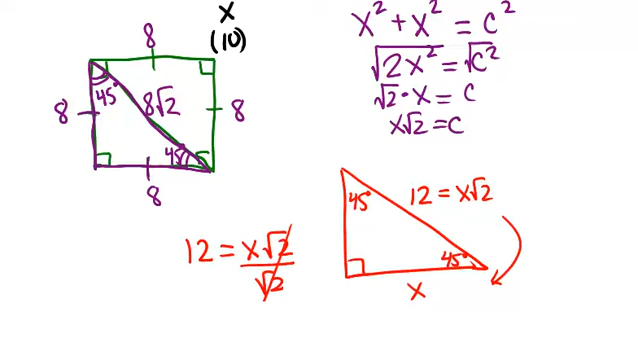 x
(10)
8
8
45°
8√2
8
45°
8
x² + x² = c²
√2x² = √c²
√2 · x = c
x√2 = c
45°
12 = x√2
45°
x
12 = x√2
√2